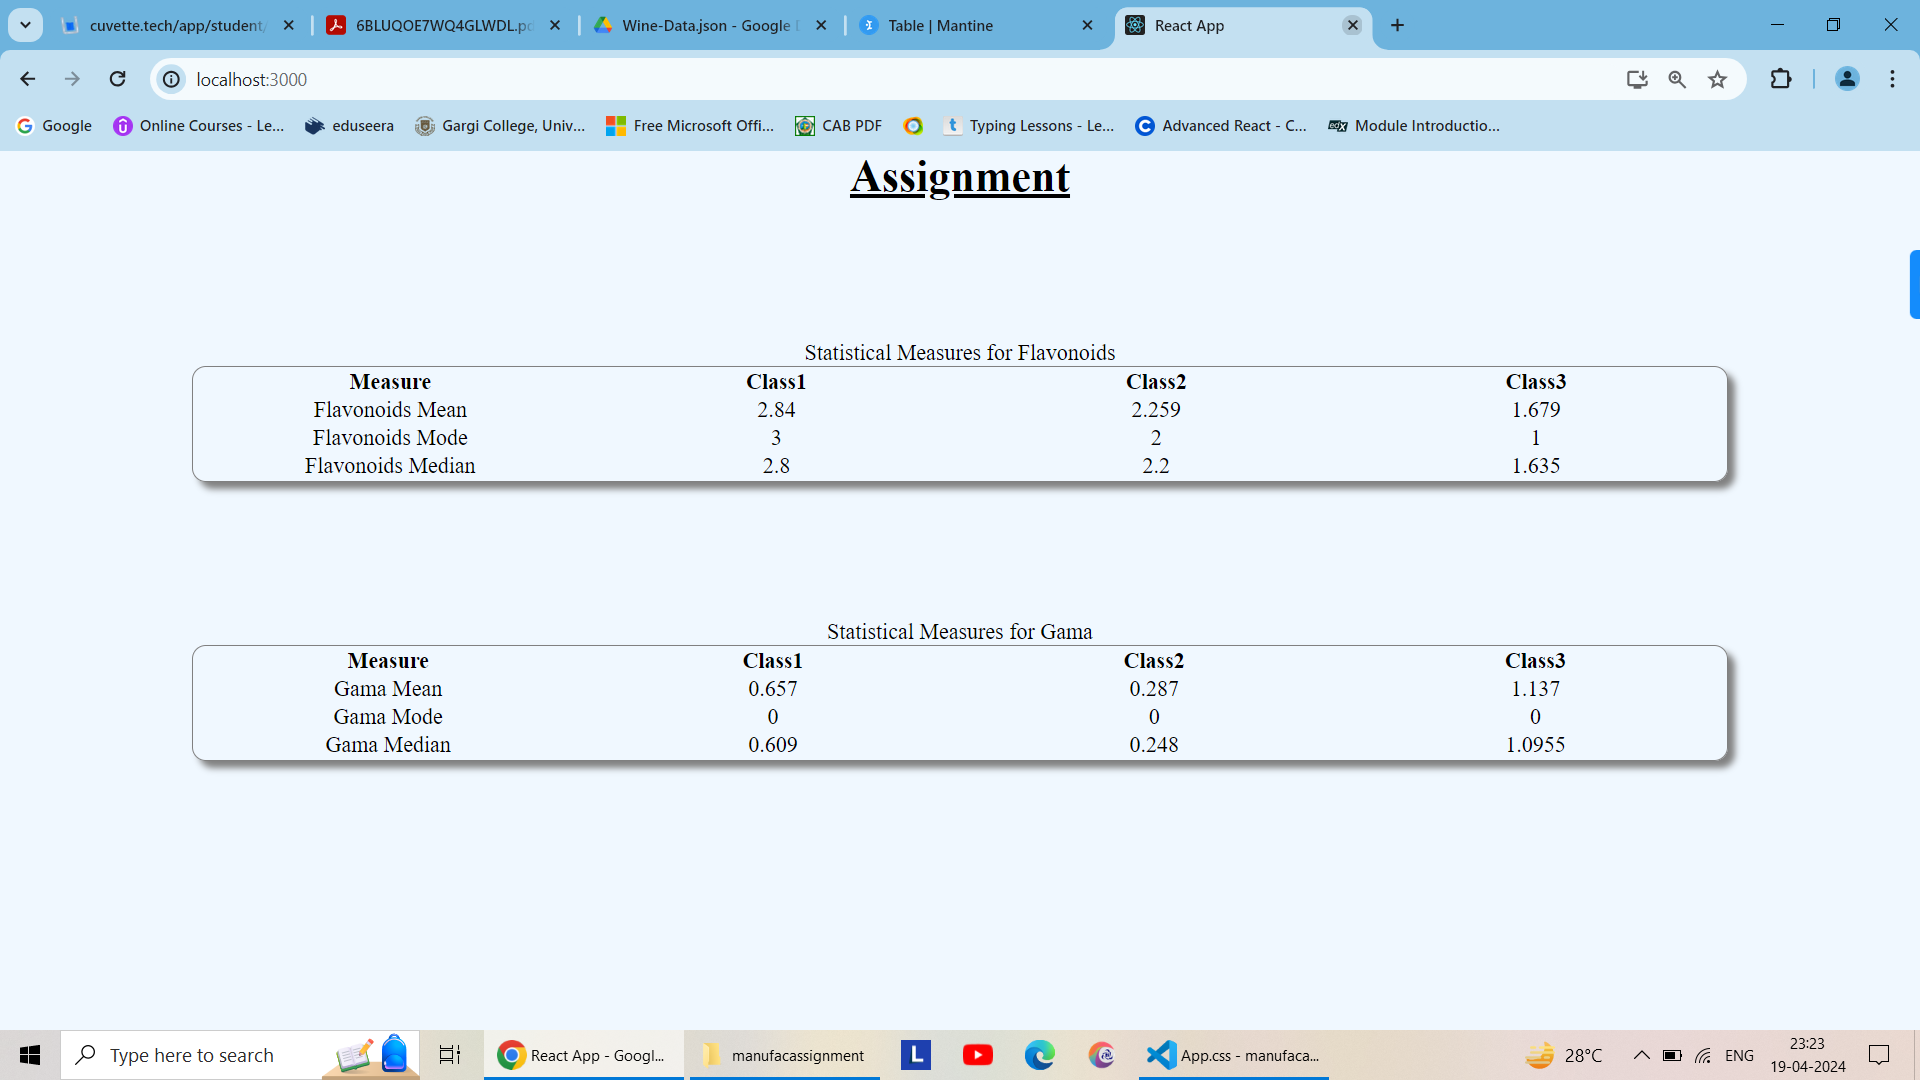 cuvette.tech/app/student/
6BLUQOE7WQ4GLWDL.pd
Wine-Data.json - Google D
Table | Mantine
React App
localhost:3000
Google
Online Courses - Le...
eduseera
Gargi College, Univ...
Free Microsoft Offi...
CAB PDF
Typing Lessons - Le...
Advanced React - C...
Module Introductio...
Assignment
Statistical Measures for Flavonoids
Measure Class1 Class2 Class3
Flavonoids Mean 2.84 2.259 1.679
Flavonoids Mode 3 2 1
Flavonoids Median 2.8 2.2 1.635
Statistical Measures for Gama
Measure Class1 Class2 Class3
Gama Mean 0.657 0.287 1.137
Gama Mode 0 0 0
Gama Median 0.609 0.248 1.0955
Type here to search
React App - Googl...
manufacassignment
L
App.css - manufaca...
28°C
ENG
23:23
19-04-2024